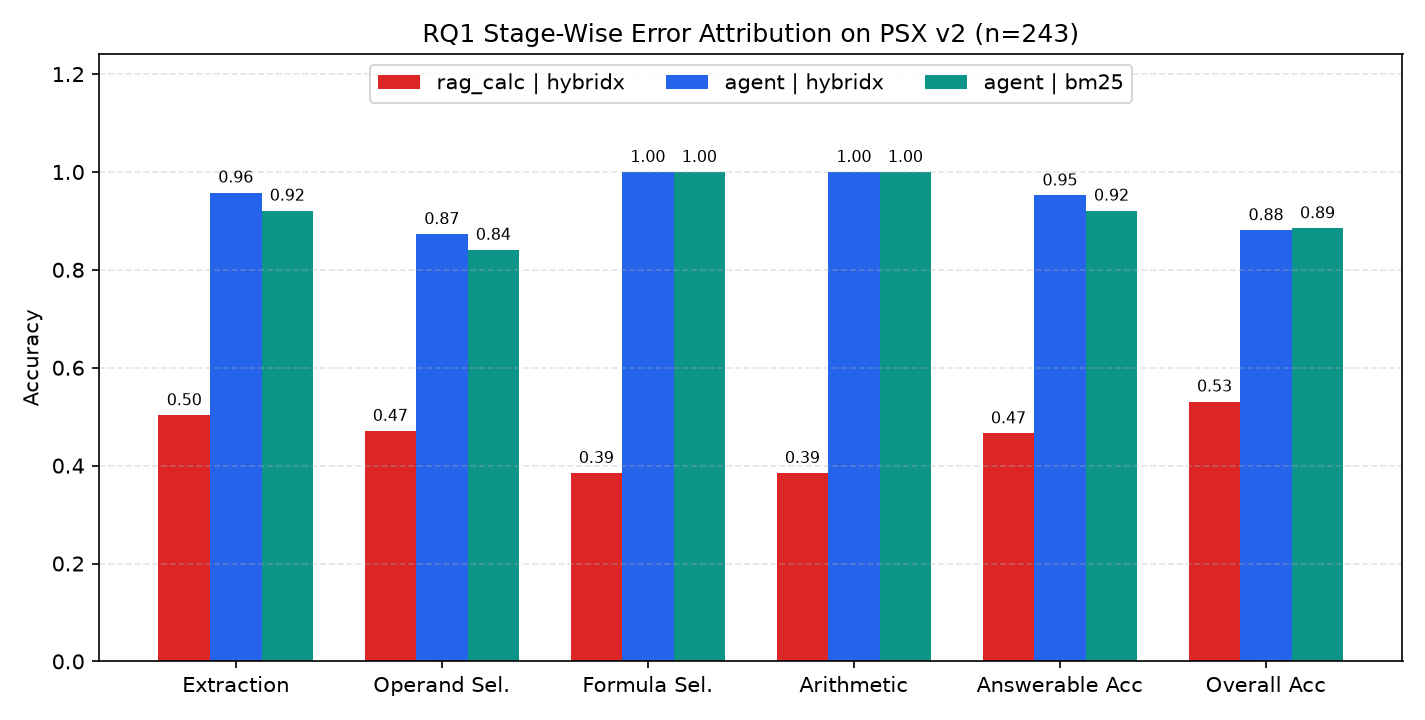 RQ1 Stage-Wise Error Attribution on PSX v2 (n=243)
rag_calc | hybridx
agent | hybridx
agent | bm25
Accuracy
1.2
1.0
0.8
0.6
0.4
0.2
0.0
0.50
0.96
0.92
0.47
0.87
0.84
0.39
1.00
1.00
0.39
1.00
1.00
0.47
0.95
0.92
0.53
0.88
0.89
Extraction
Operand Sel.
Formula Sel.
Arithmetic
Answerable Acc
Overall Acc